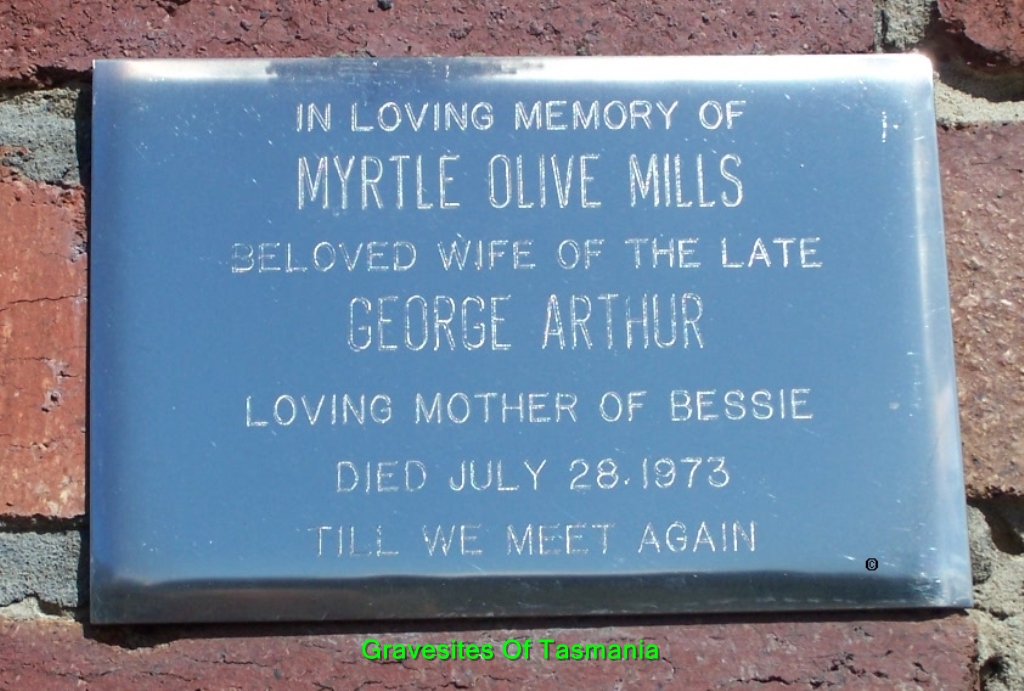 IN LOVING MEMORY OF
MYRTLE OLIVE MILLS
BELOVED WIFE OF THE LATE
GEORGE ARTHUR
LOVING MOTHER OF BESSIE
DIED JULY 28.1973
TILL WE MEET AGAIN
©
Gravesites Of Tasmania